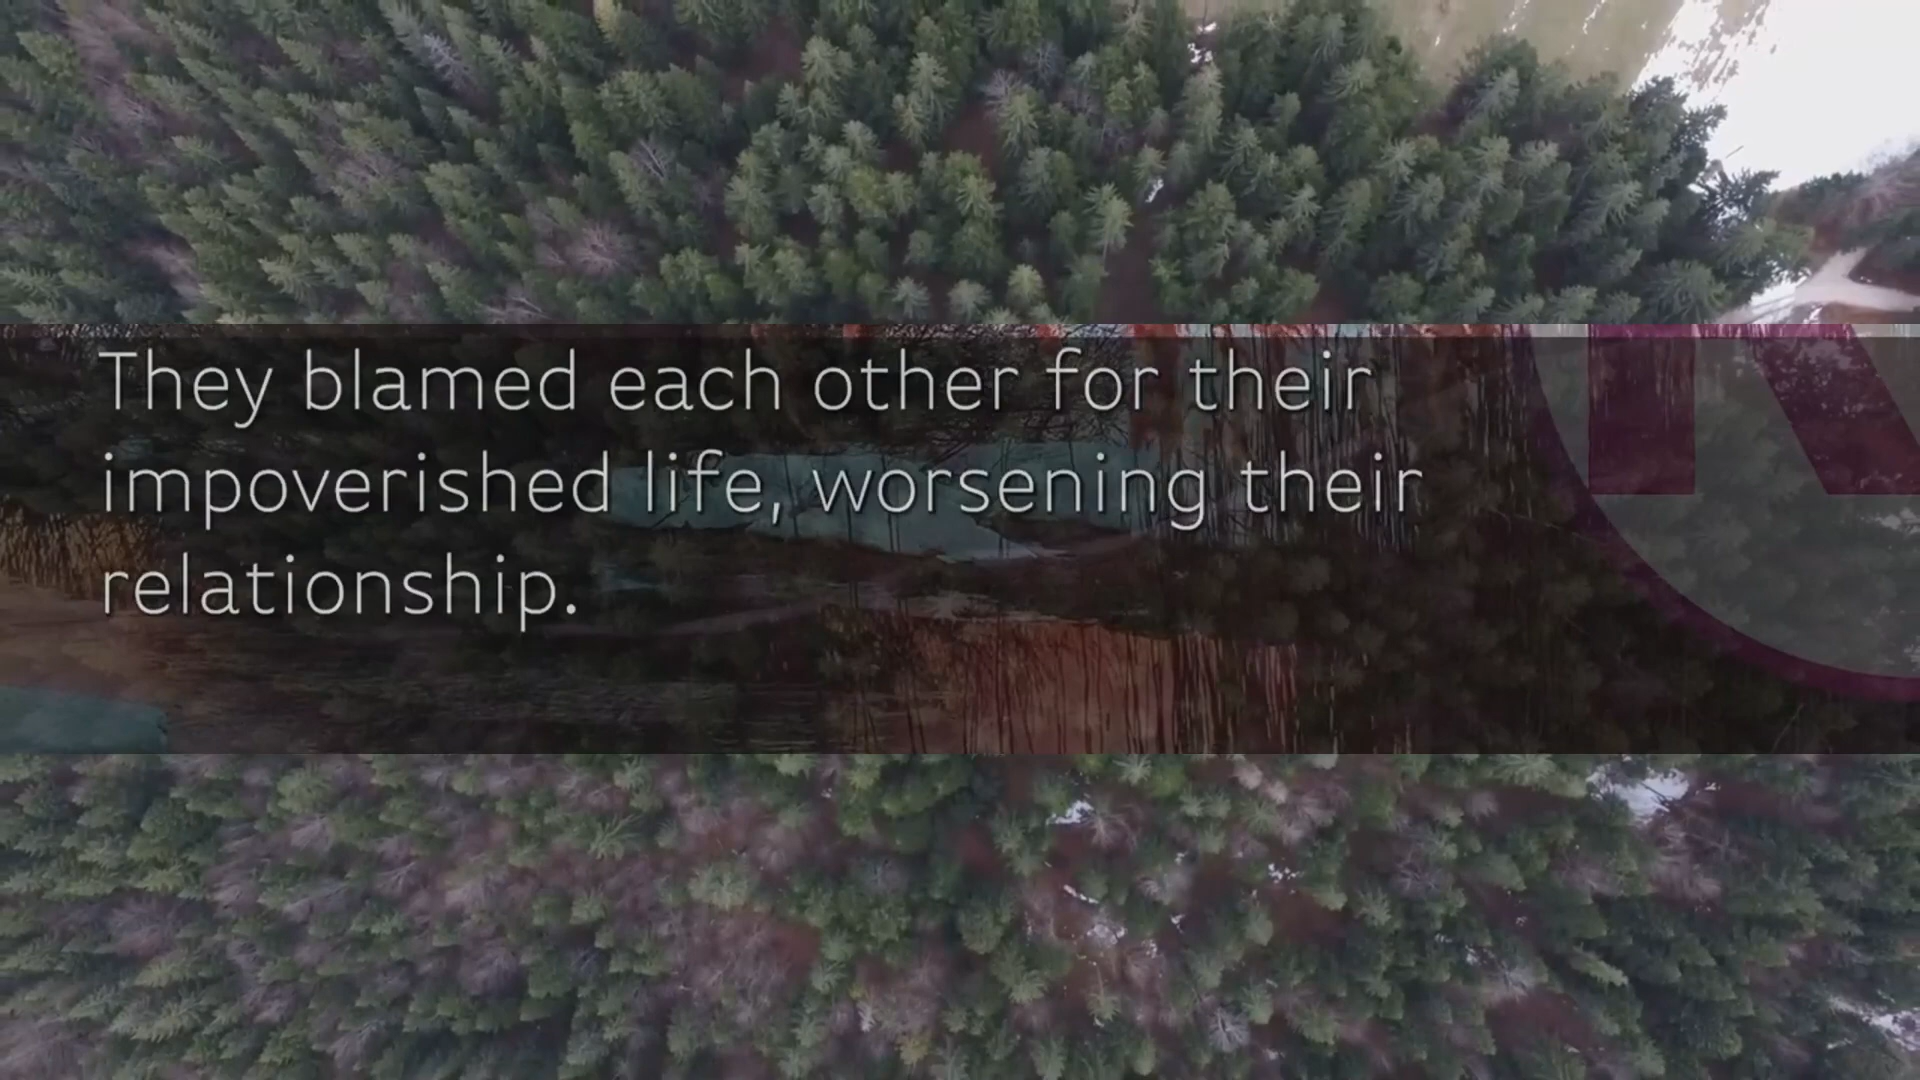 They blamed each other for their
impoverished life, worsening their
relationship.